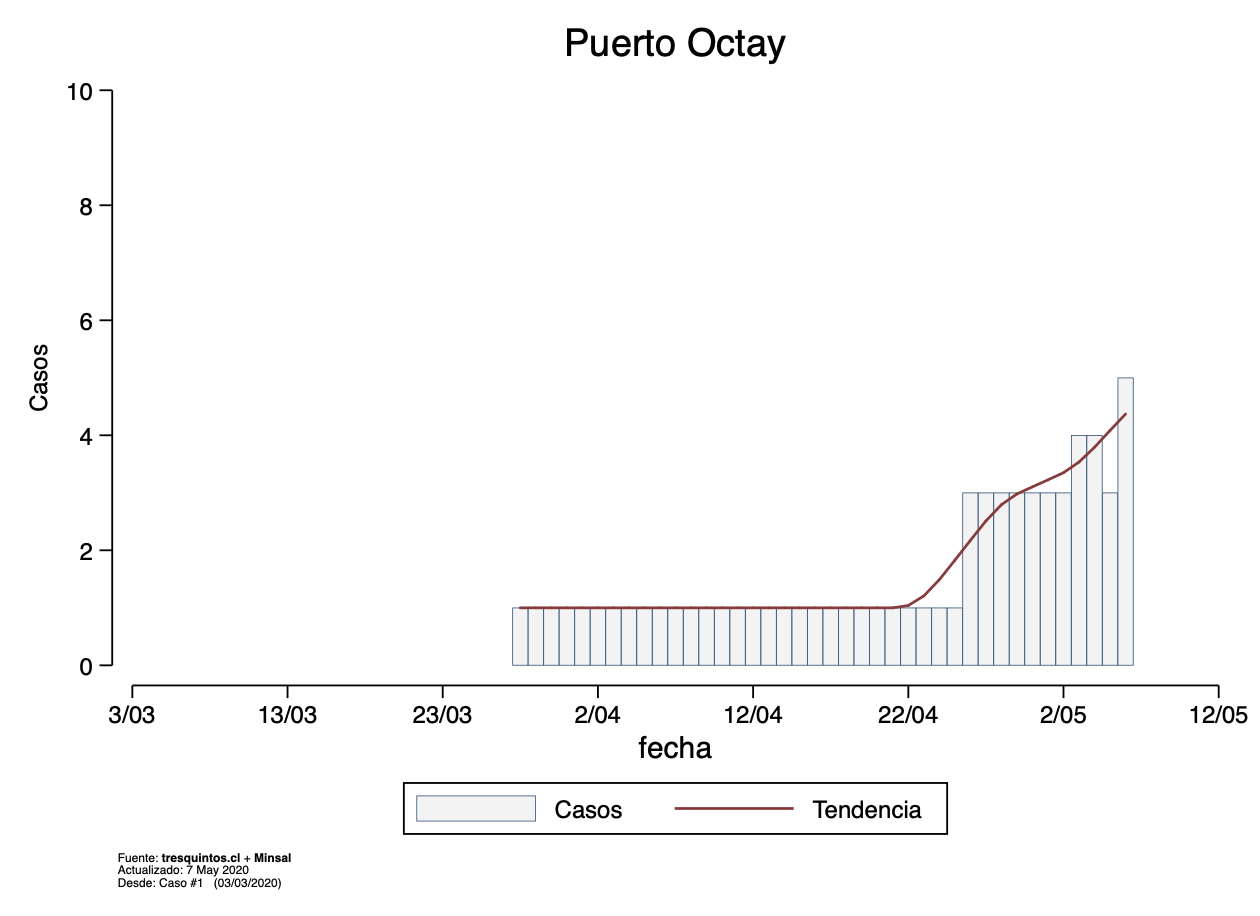 Puerto Octay
10
8
6
4
2
0
Casos
3/03 13/03 23/03 2/04 12/04 22/04 2/05 12/05
fecha
Casos Tendencia
Fuente: tresquintos.cl + Minsal
Actualizado: 7 May 2020
Desde: Caso #1 (03/03/2020)